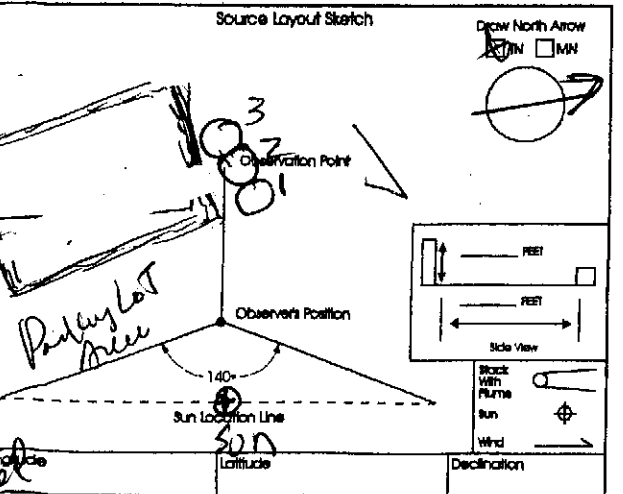 Source Layout Sketch
Draw North Arrow
TN MN
3
2
Observation Point
1
FEET
FEET
Side View
Observer's Position
Parking Lot
Area
140°
Sun Location Line
Sun
Stack
With
Plume
Sun
Wind
Latitude
Declination